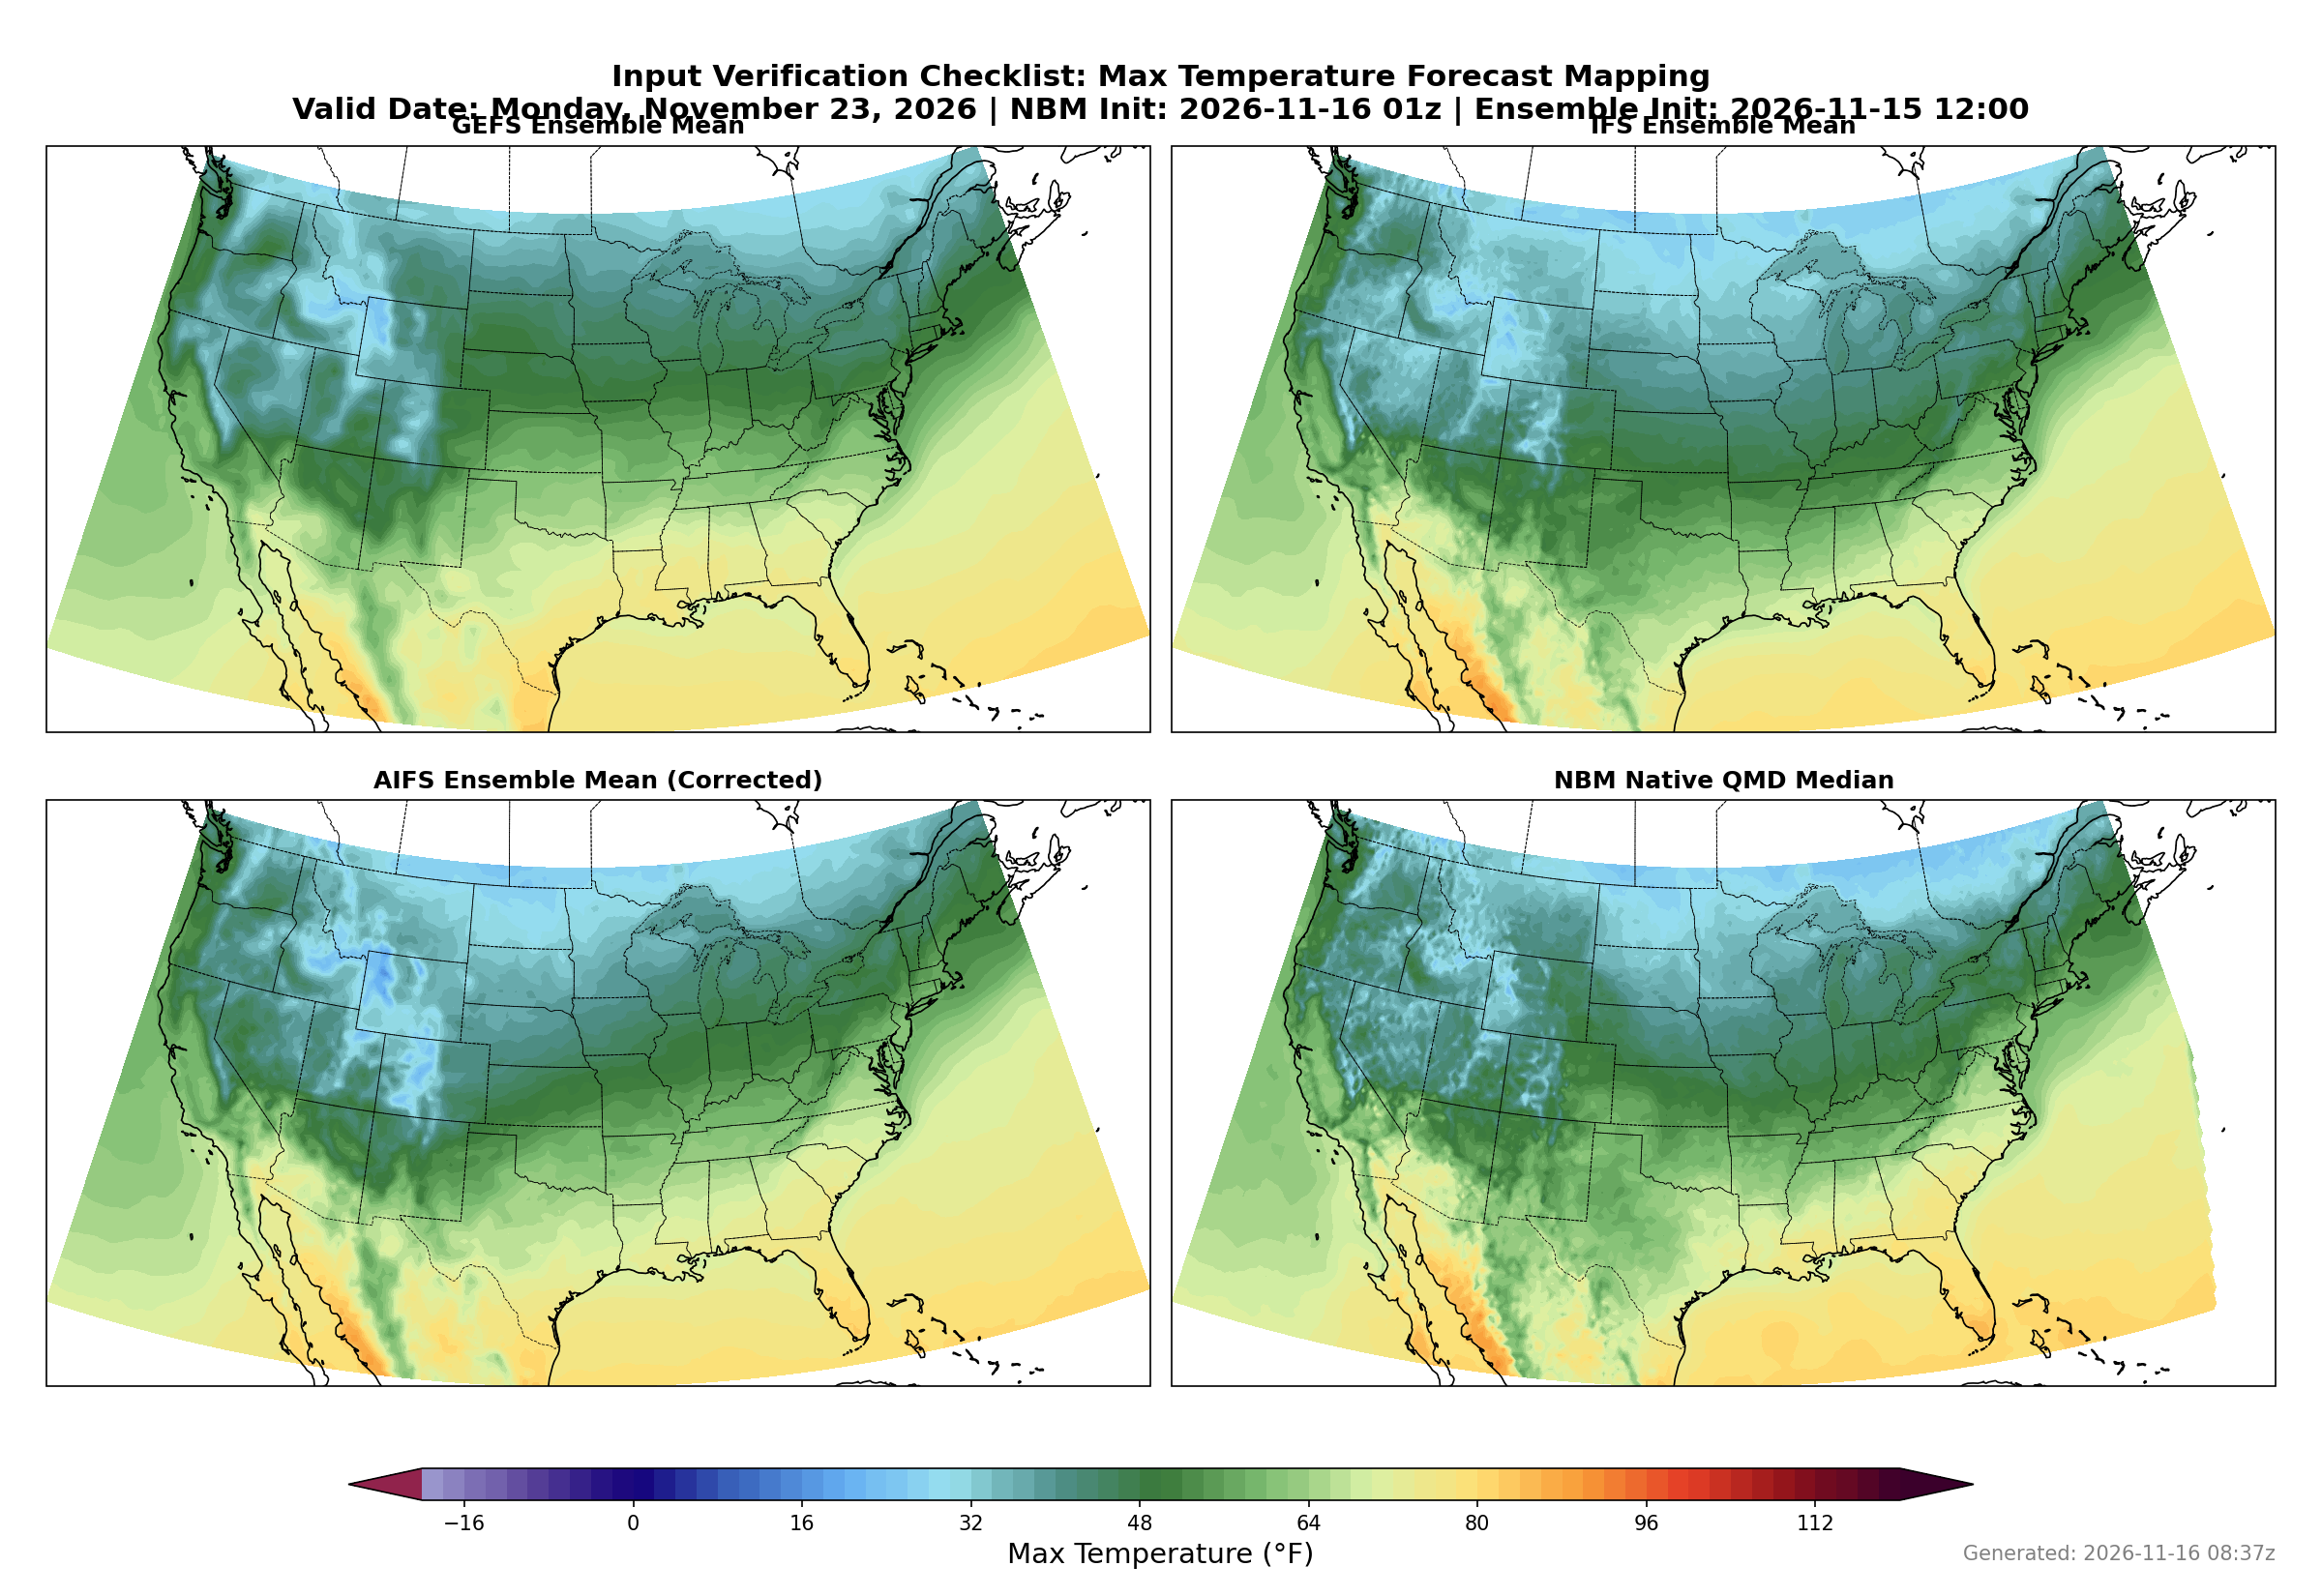 Input Verification Checklist: Max Temperature Forecast Mapping
Valid Date: Monday, November 23, 2026 | NBM Init: 2026-11-16 01z | Ensemble Init: 2026-11-15 12:00
GEFS Ensemble Mean
IFS Ensemble Mean
AIFS Ensemble Mean (Corrected)
NBM Native QMD Median
−16 0 16 32 48 64 80 96 112
Max Temperature (°F)
Generated: 2026-11-16 08:37z